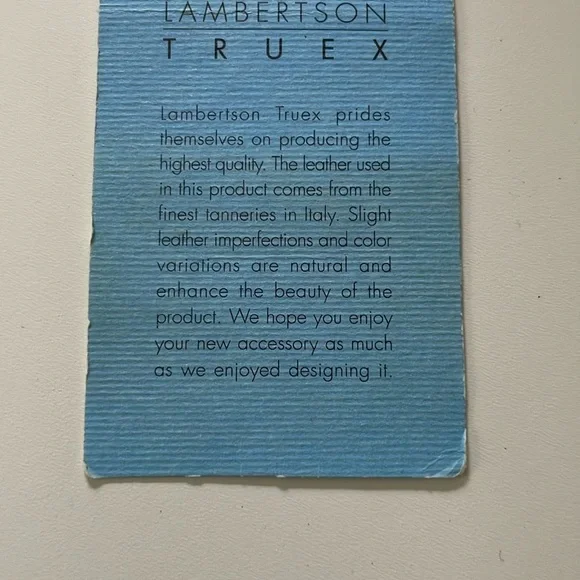 LAMBERTSON
TRUEX
Lambertson Truex prides
themselves on producing the
highest quality. The leather used
in this product comes from the
finest tanneries in Italy. Slight
leather imperfections and color
variations are natural and
enhance the beauty of the
product. We hope you enjoy
your new accessory as much
as we enjoyed designing it.